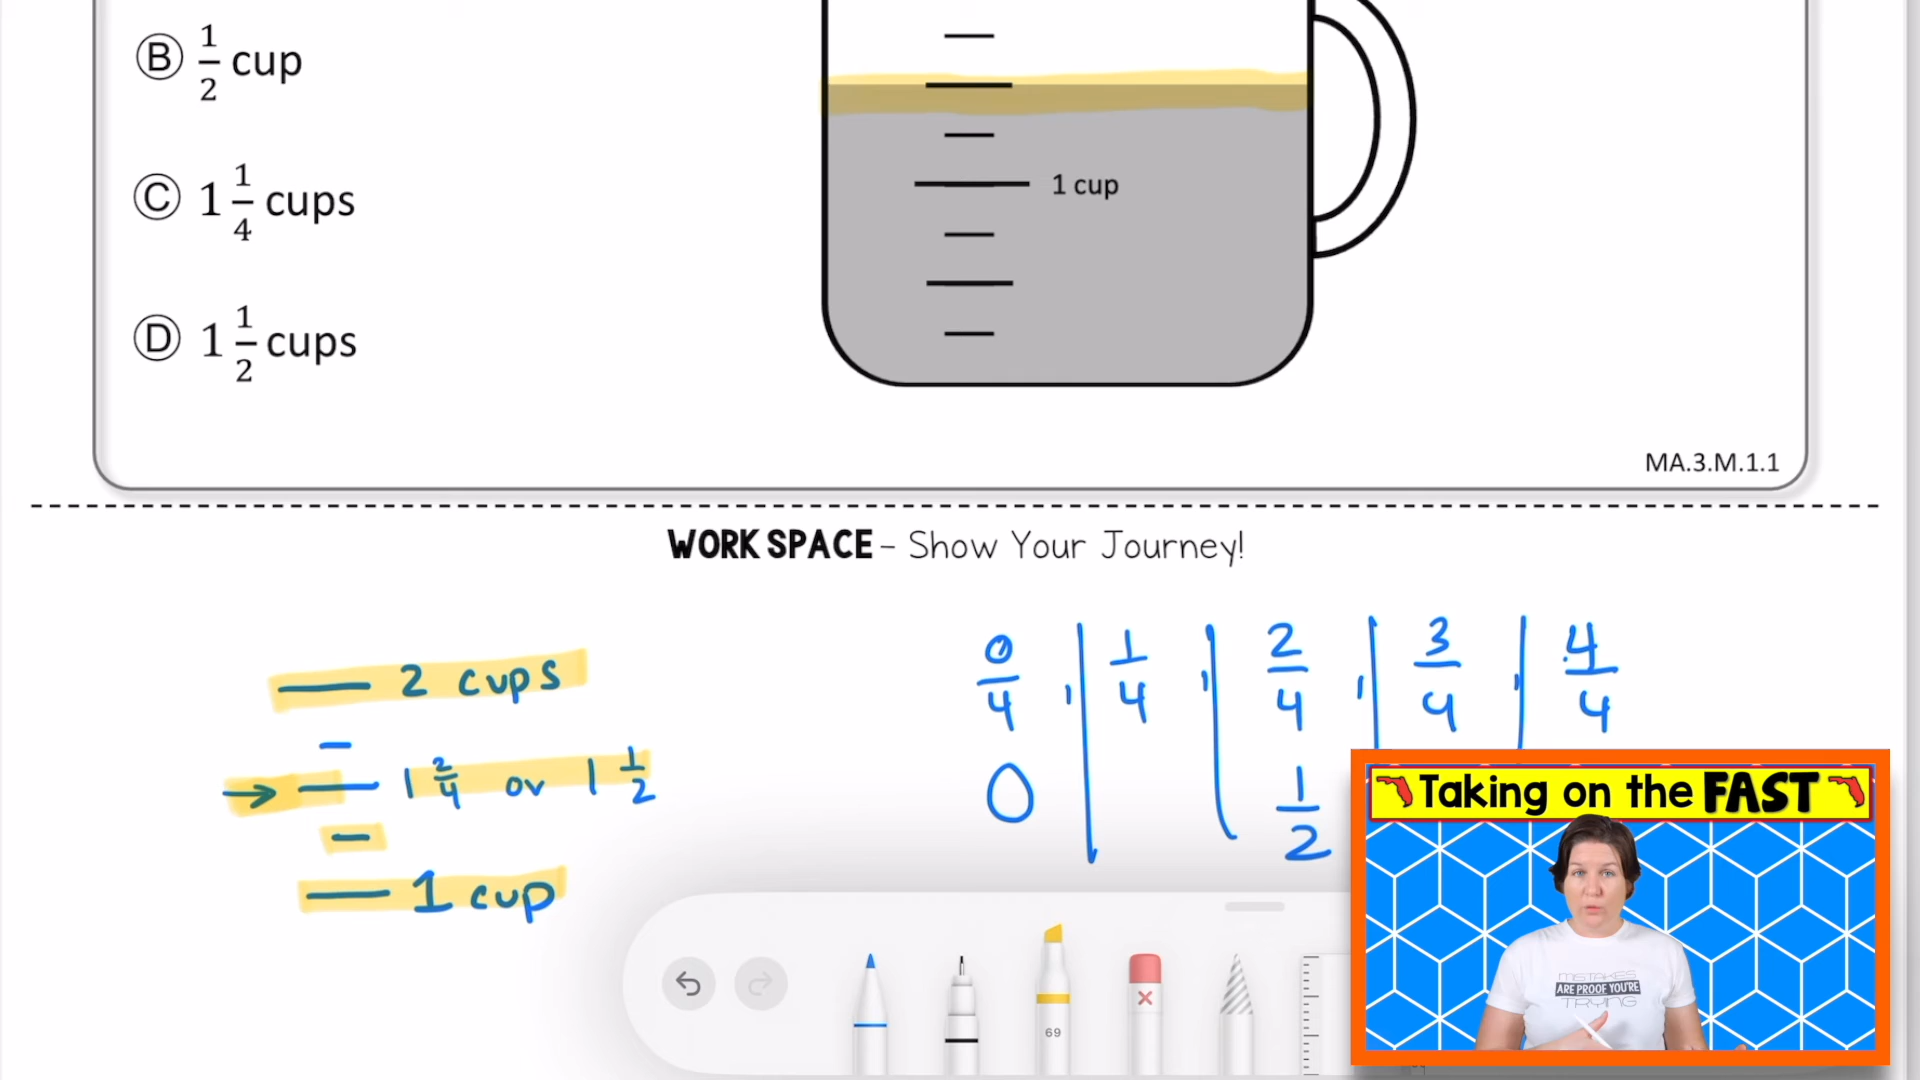 Ⓑ 1/2 cup
Ⓒ 1 1/4 cups
Ⓓ 1 1/2 cups
1 cup
MA.3.M.1.1
WORK SPACE - Show Your Journey!
2 cups
→ 1 2/4 or 1 1/2
1 cup
0/4 , 1/4 , 2/4 , 3/4 , 4/4
0 1/2
Taking on the FAST
MISTAKES
ARE PROOF YOU'RE
TRYING
69